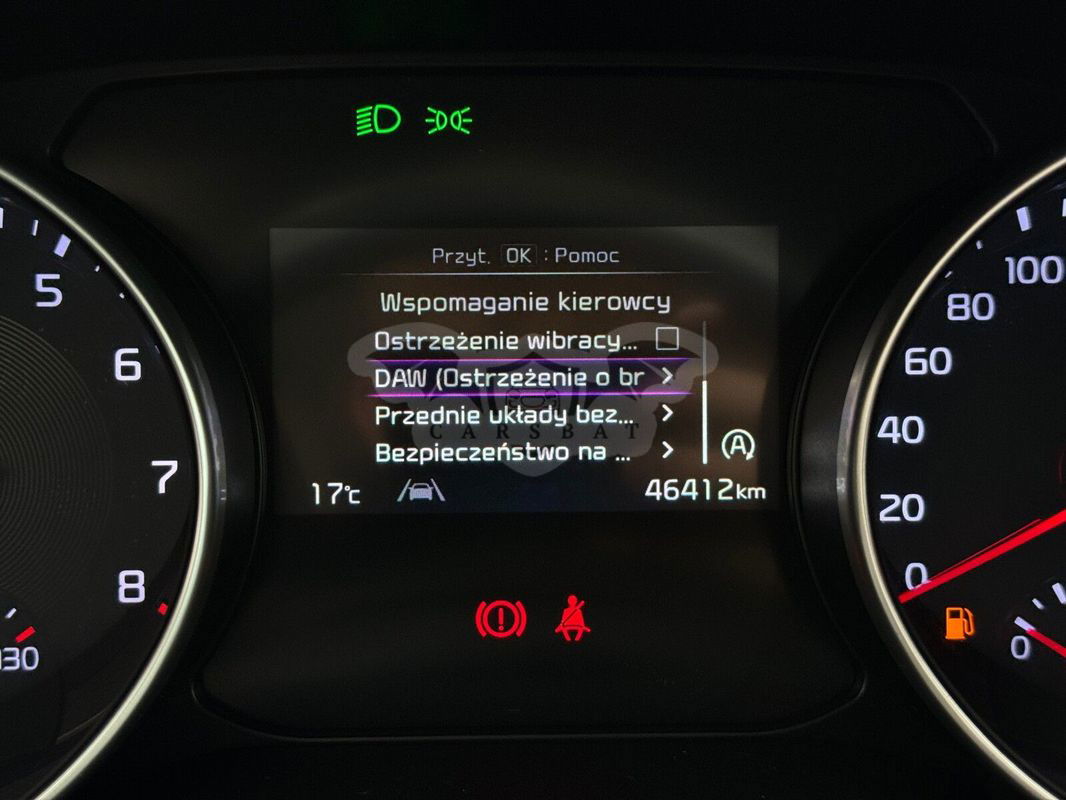 Przyt. OK : Pomoc
Wspomaganie kierowcy
Ostrzeżenie wibracy...
DAW (Ostrzeżenie o br
Przednie układy bez...
CARSBAT
Bezpieczeństwo na ...
A
17°C
46412km
5
6
7
8
130
100
80
60
40
20
0
0